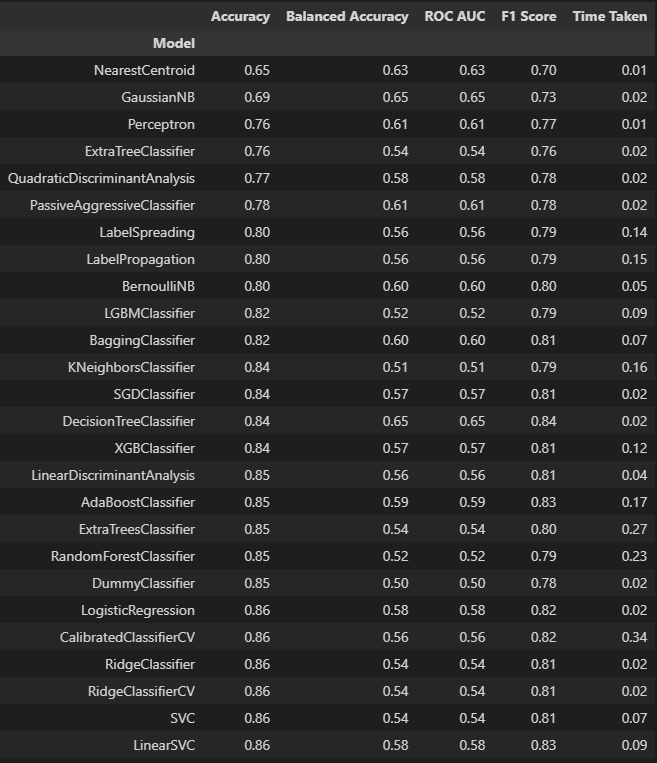 Accuracy Balanced Accuracy ROC AUC F1 Score Time Taken
Model
NearestCentroid 0.65 0.63 0.63 0.70 0.01
GaussianNB 0.69 0.65 0.65 0.73 0.02
Perceptron 0.76 0.61 0.61 0.77 0.01
ExtraTreeClassifier 0.76 0.54 0.54 0.76 0.02
QuadraticDiscriminantAnalysis 0.77 0.58 0.58 0.78 0.02
PassiveAggressiveClassifier 0.78 0.61 0.61 0.78 0.02
LabelSpreading 0.80 0.56 0.56 0.79 0.14
LabelPropagation 0.80 0.56 0.56 0.79 0.15
BernoulliNB 0.80 0.60 0.60 0.80 0.05
LGBMClassifier 0.82 0.52 0.52 0.79 0.09
BaggingClassifier 0.82 0.60 0.60 0.81 0.07
KNeighborsClassifier 0.84 0.51 0.51 0.79 0.16
SGDClassifier 0.84 0.57 0.57 0.81 0.02
DecisionTreeClassifier 0.84 0.65 0.65 0.84 0.02
XGBClassifier 0.84 0.57 0.57 0.81 0.12
LinearDiscriminantAnalysis 0.85 0.56 0.56 0.81 0.04
AdaBoostClassifier 0.85 0.59 0.59 0.83 0.17
ExtraTreesClassifier 0.85 0.54 0.54 0.80 0.27
RandomForestClassifier 0.85 0.52 0.52 0.79 0.23
DummyClassifier 0.85 0.50 0.50 0.78 0.02
LogisticRegression 0.86 0.58 0.58 0.82 0.02
CalibratedClassifierCV 0.86 0.56 0.56 0.82 0.34
RidgeClassifier 0.86 0.54 0.54 0.81 0.02
RidgeClassifierCV 0.86 0.54 0.54 0.81 0.02
SVC 0.86 0.54 0.54 0.81 0.07
LinearSVC 0.86 0.58 0.58 0.83 0.09